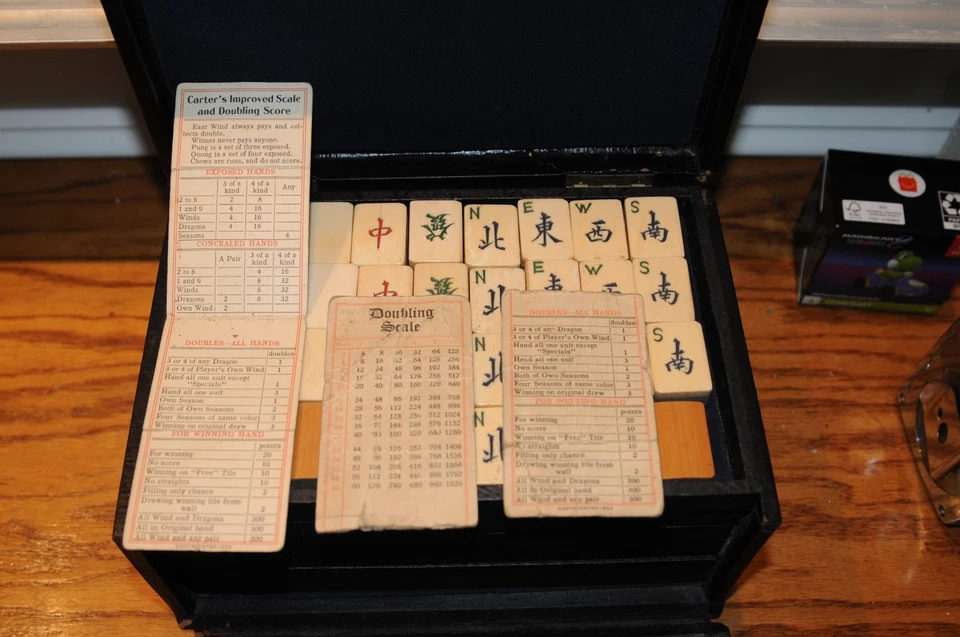 Carter's Improved Scale
and Doubling Score
East Wind always pays and col-
lects double.
Winner never pays anyone.
Pung is a set of three exposed.
Quong is a set of four exposed.
Chows are runs, and do not score.
EXPOSED HANDS
3 of a kind 4 of a kind Any
2 to 8 2 8
1 and 9 4 16
Winds 4 16
Dragons 4 16
Seasons 4
CONCEALED HANDS
A Pair 3 of a kind 4 of a kind
2 to 8 4 16
1 and 9 8 32
Winds 8 32
Dragons 2 8 32
Own Wind 2
DOUBLES—ALL HANDS
doubles
3 or 4 of any Dragon 1
3 or 4 of Player's Own Wind 1
Hand all one suit except
"Specials" 1
Hand all one suit 3
Own Season 1
Both of Own Seasons 2
Four Seasons of same color 3
Winning on original draw 3
FOR WINNING HAND
points
For winning 20
No score 10
Winning on "Free" Tile 10
No straights 10
Filling only chance 2
Drawing winning tile from
wall 2
All Wind and Dragons 300
All in Original hand 300
All Wind and any pair 300
中 發 N 北 E 東 W 西 S 南
中 發 N 北 E 東 W 西 S 南
N 北 S 南
N 北
Doubling
Scale
4 8 16 32 64 128
8 16 32 64 128 256
12 24 48 96 192 384
16 32 64 128 256 512
20 40 80 160 320 640
24 48 96 192 384 768
28 56 112 224 448 896
32 64 128 256 512 1024
36 72 144 288 576 1152
40 80 160 320 640 1280
44 88 176 352 704 1408
48 96 192 384 768 1536
52 104 208 416 832 1664
56 112 224 448 896 1792
60 120 240 480 960 1920
DOUBLES—ALL HANDS
doubles
3 or 4 of any Dragon 1
3 or 4 of Player's Own Wind 1
Hand all one suit except
"Specials" 1
Hand all one suit 3
Own Season 1
Both of Own Seasons 2
Four Seasons of same color 3
Winning on original draw 3
FOR WINNING HAND
points
For winning 20
No score 10
Winning on "Free" Tile 10
No straights 10
Filling only chance 2
Drawing winning tile from
wall 2
All Wind and Dragons 300
All in Original hand 300
All Wind and any pair 300
MARIO KART
FSC